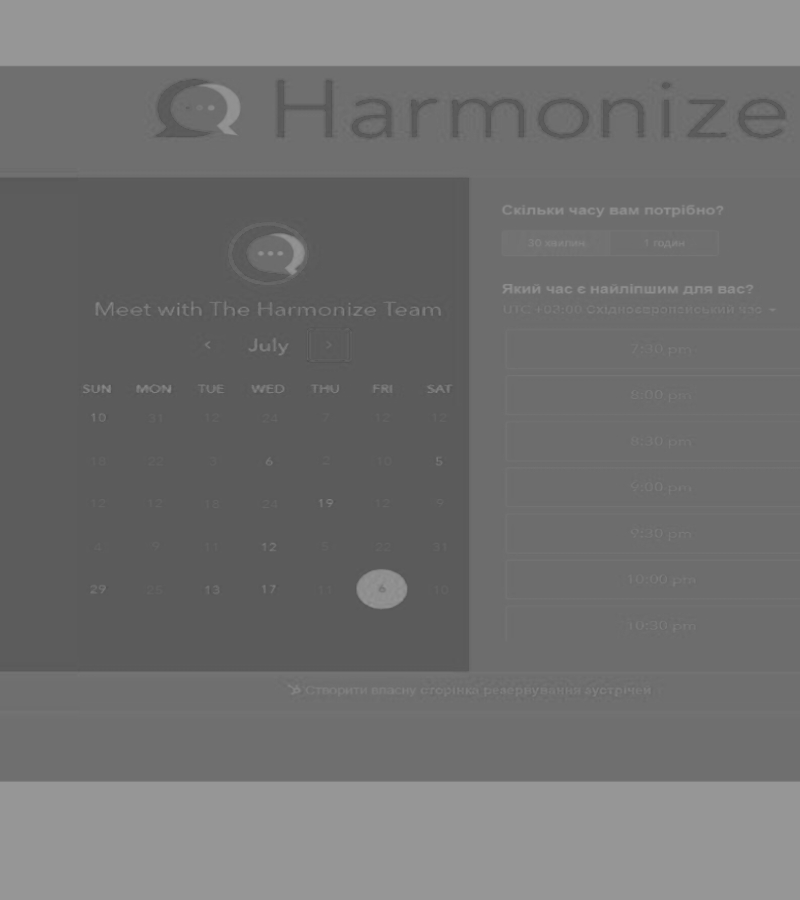 Harmonize
Meet with The Harmonize Team
July
SUN MON TUE WED THU FRI SAT
10 31 12 24 7 12 12
18 22 3 6 2 10 5
12 12 18 24 19 12 9
4 9 11 12 5 22 31
29 25 13 17 11 6 10
Скільки часу вам потрібно?
30 хвилин 1 годин
Який час є найліпшим для вас?
UTC +03:00 Східноєвропейський час
7:30 pm
8:00 pm
8:30 pm
9:00 pm
9:30 pm
10:00 pm
10:30 pm
Створити власну сторінка резервування зустрічей